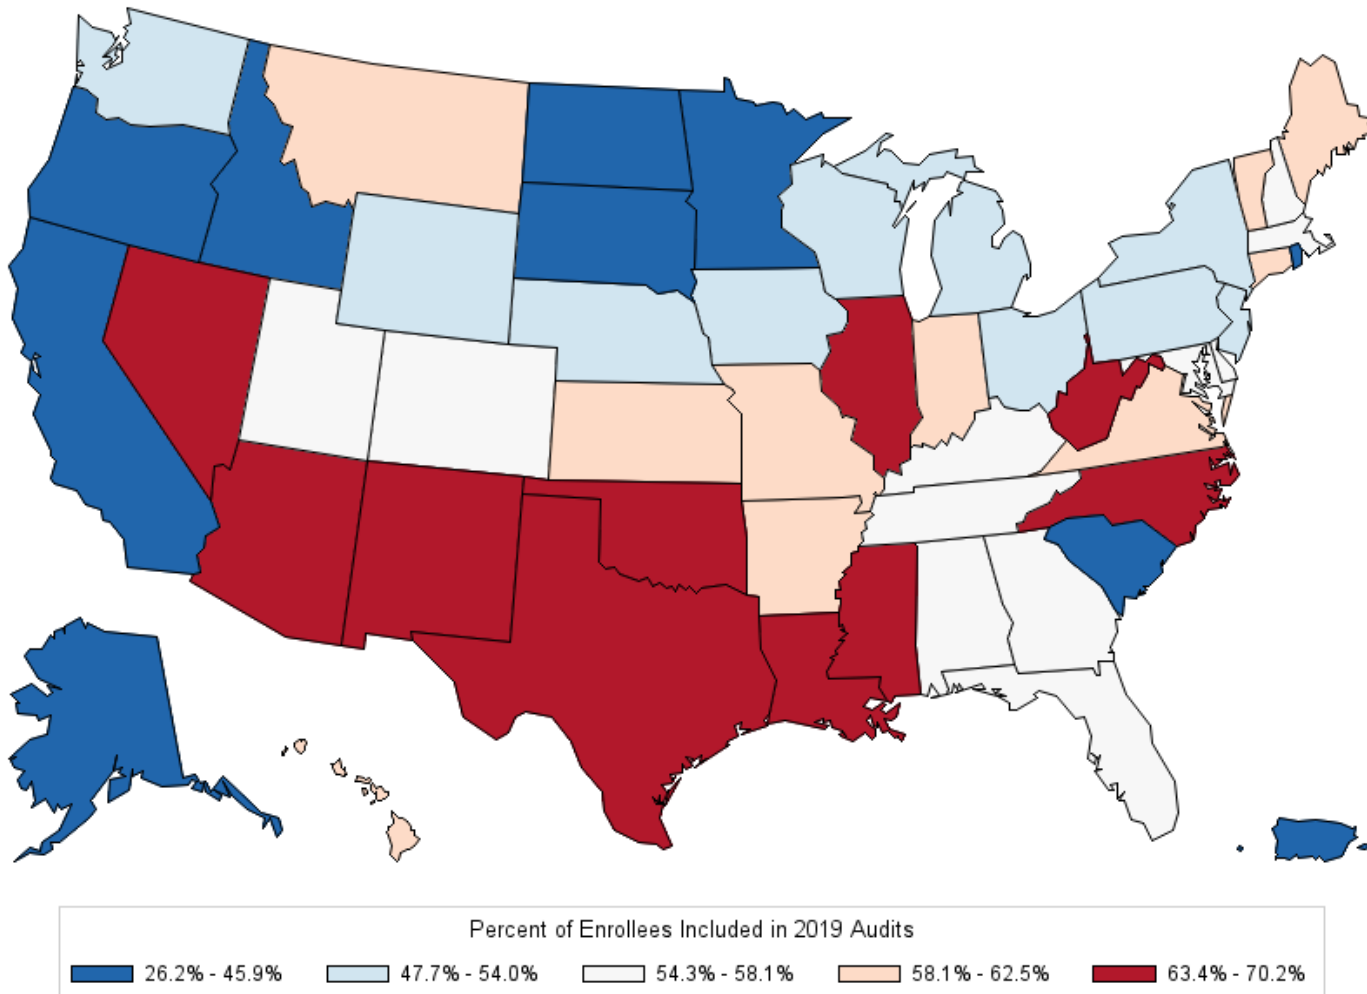 Percent of Enrollees Included in 2019 Audits
26.2% - 45.9% 47.7% - 54.0% 54.3% - 58.1% 58.1% - 62.5% 63.4% - 70.2%